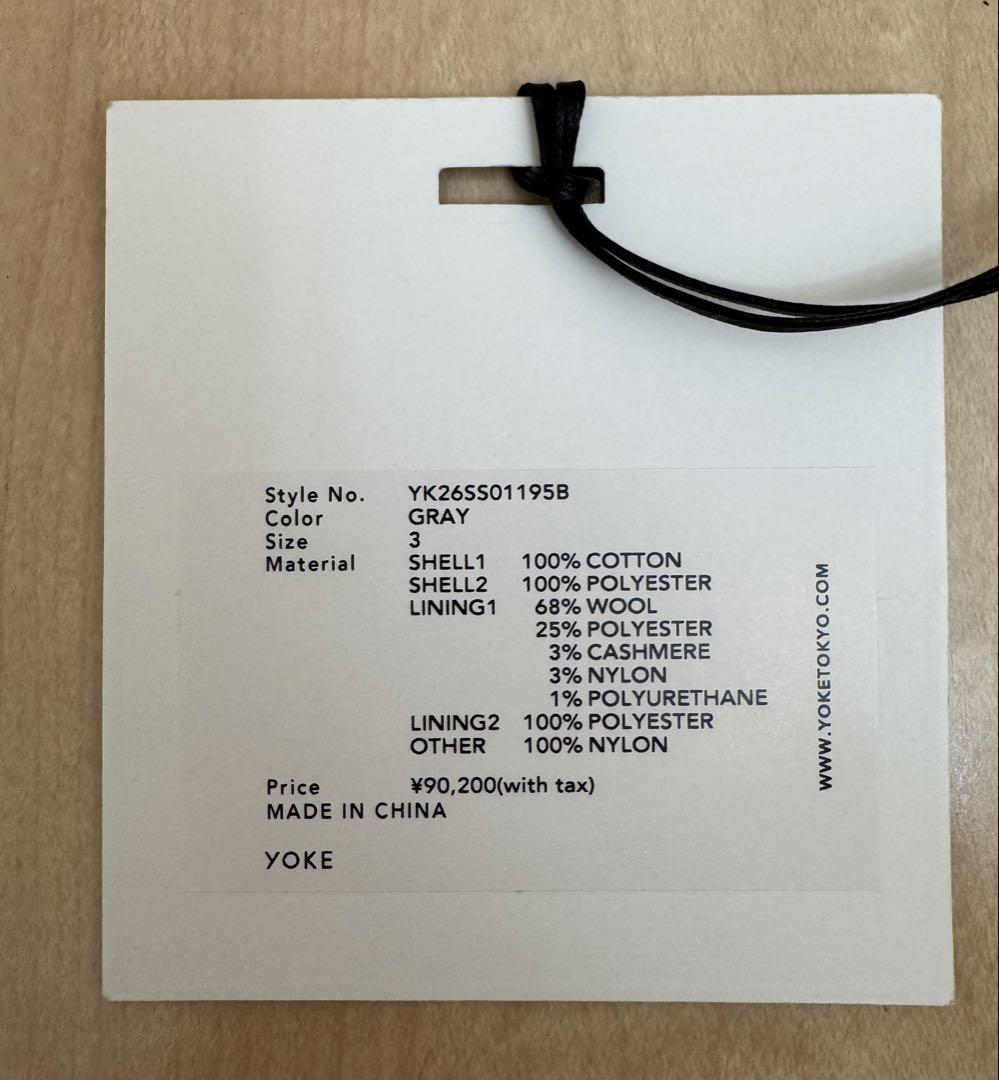 Style No. YK26SS01195B
Color GRAY
Size 3
Material SHELL1 100% COTTON
SHELL2 100% POLYESTER
LINING1 68% WOOL
25% POLYESTER
3% CASHMERE
3% NYLON
1% POLYURETHANE
LINING2 100% POLYESTER
OTHER 100% NYLON
Price ¥90,200(with tax)
MADE IN CHINA
YOKE
WWW.YOKETOKYO.COM